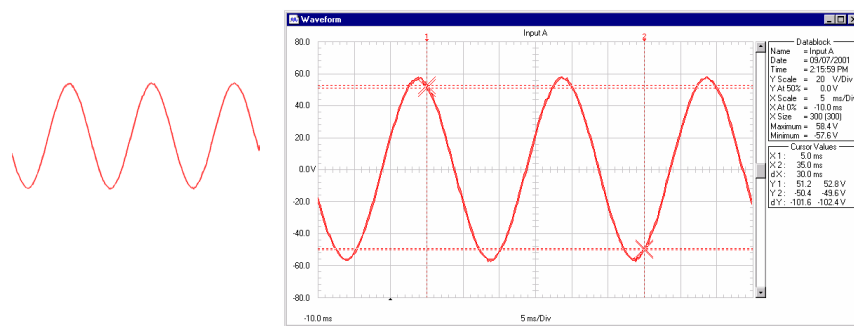 Waveform
Input A
1
2
80.0
60.0
40.0
20.0
0.0V
-20.0
-40.0
-60.0
-80.0
-10.0 ms
5 ms/Div
Datablock
Name = Input A
Date = 09/07/2001
Time = 2:15:59 PM
Y Scale = 20 V/Div
Y At 50% = 0.0 V
X Scale = 5 ms/Div
X At 0% = -10.0 ms
X Size = 300 (300)
Maximum = 58.4 V
Minimum = -57.6 V
Cursor Values
X 1 : 5.0 ms
X 2 : 35.0 ms
dX : 30.0 ms
Y 1 : 51.2 52.8 V
Y 2 : -50.4 -49.6 V
dY : -101.6 -102.4 V